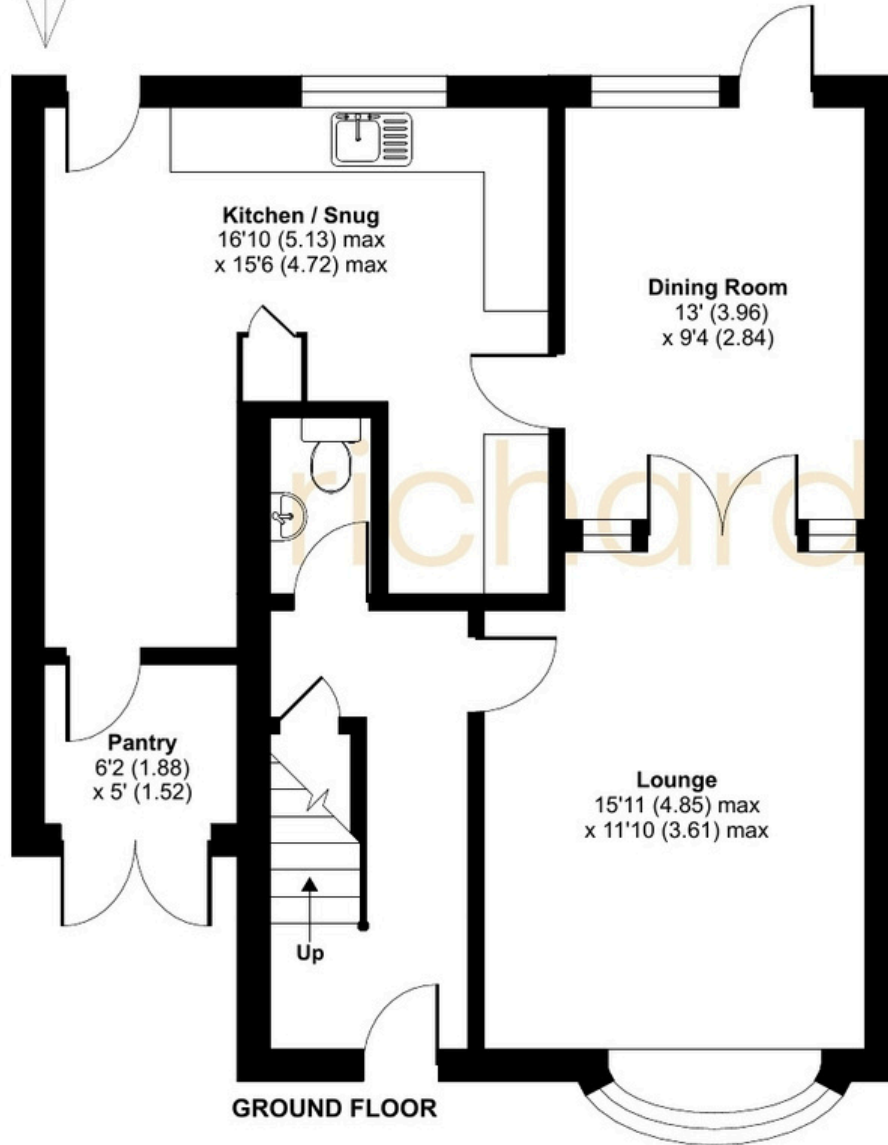 Kitchen / Snug
16'10 (5.13) max
x 15'6 (4.72) max
Dining Room
13' (3.96)
x 9'4 (2.84)
richard
Pantry
6'2 (1.88)
x 5' (1.52)
Lounge
15'11 (4.85) max
x 11'10 (3.61) max
Up
GROUND FLOOR